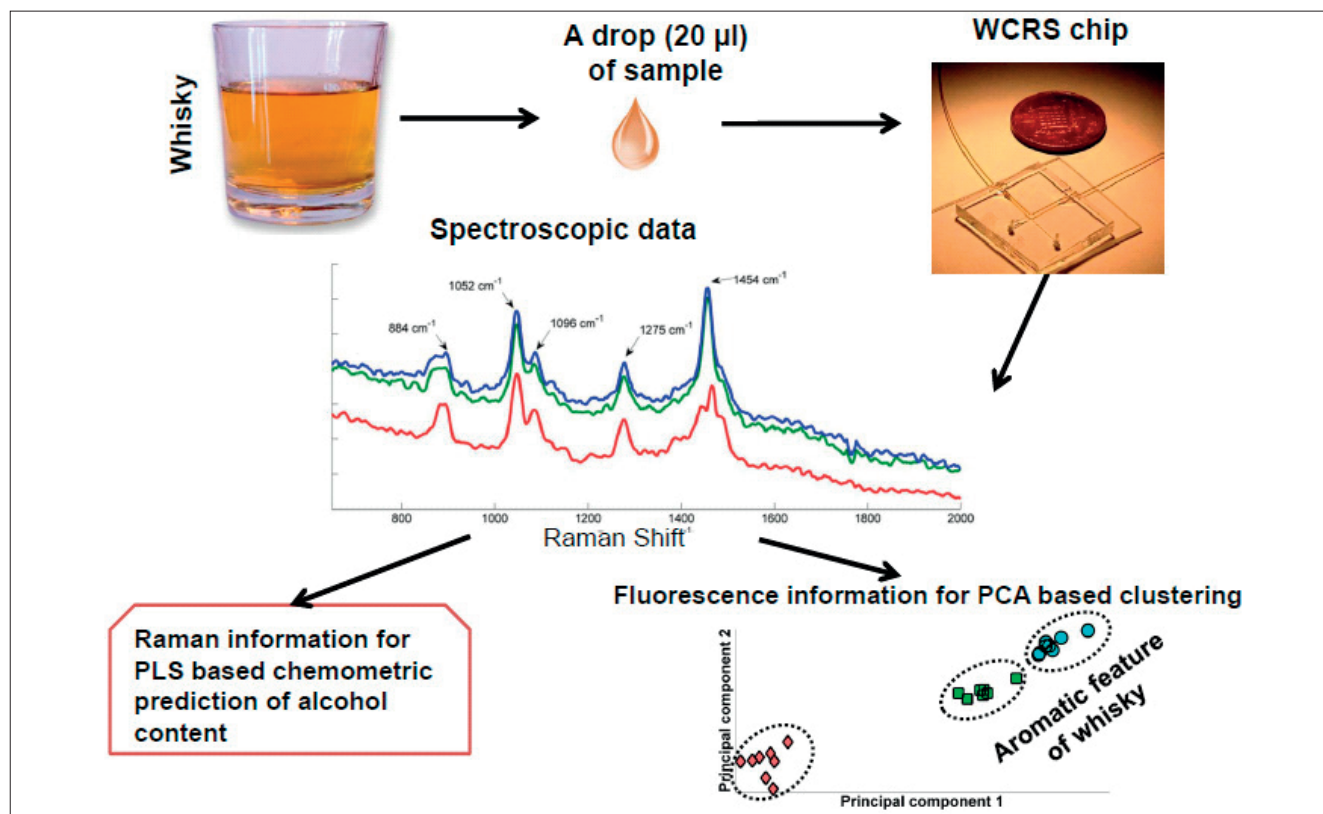 Whisky
A drop (20 µl)
of sample
WCRS chip
Spectroscopic data
884 cm⁻¹
1052 cm⁻¹
1096 cm⁻¹
1275 cm⁻¹
1454 cm⁻¹
800
1000
1200
1400
1600
1800
2000
Raman Shift
Raman information for
PLS based chemometric
prediction of alcohol
content
Fluorescence information for PCA based clustering
Principal component 2
Aromatic feature
of whisky
Principal component 1